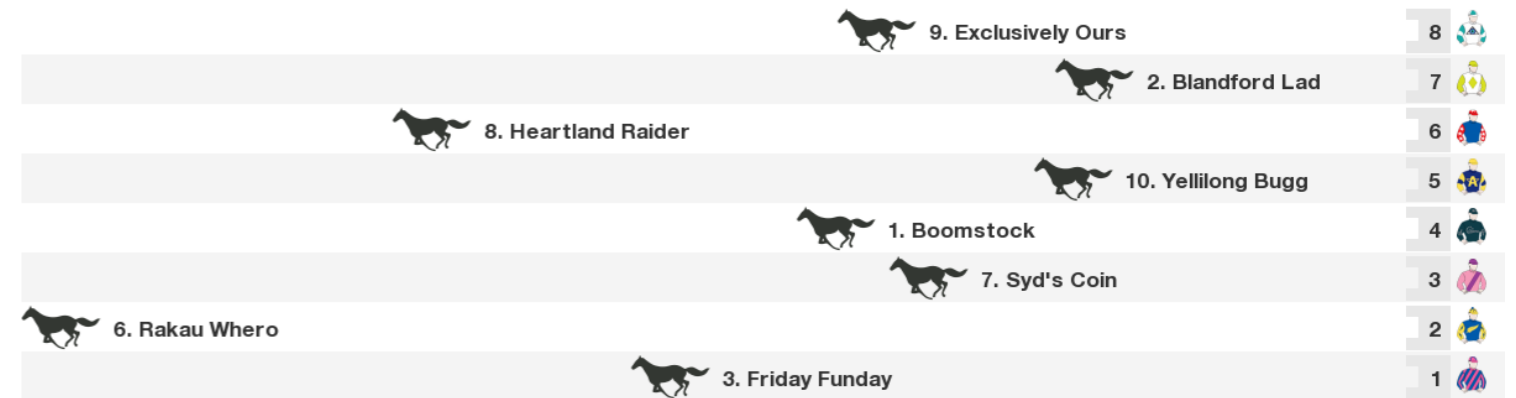 9. Exclusively Ours 8
2. Blandford Lad 7
8. Heartland Raider 6
10. Yellilong Bugg 5
1. Boomstock 4
7. Syd's Coin 3
6. Rakau Whero 2
3. Friday Funday 1